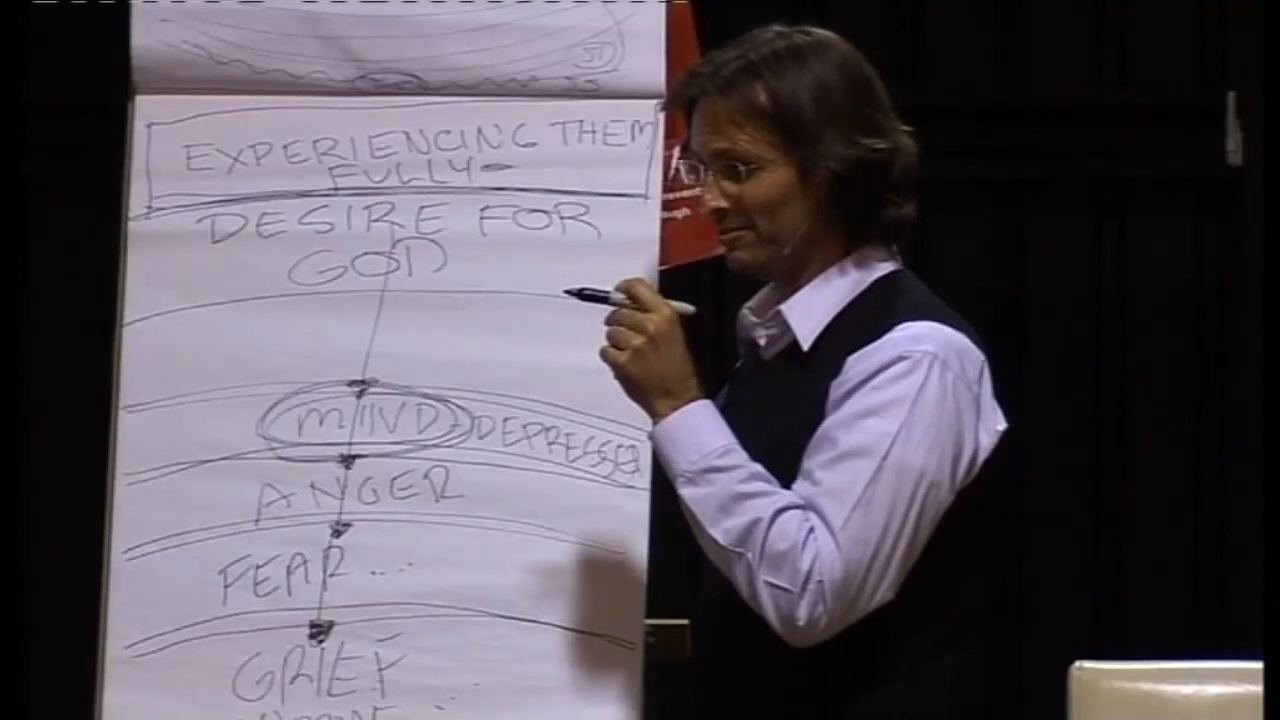 EXPERIENCING THEM
FULLY-
DESIRE FOR
GOD
MIND - DEPRESSED
ANGER
FEAR...
GRIEF